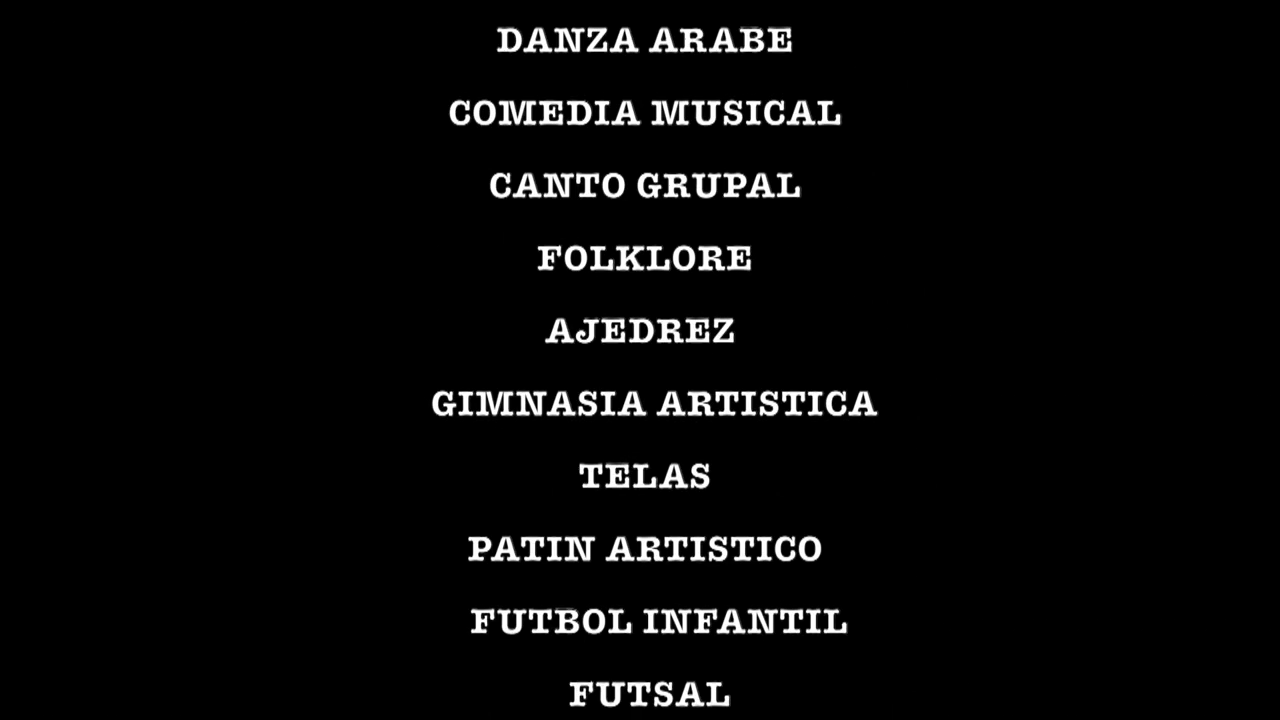 DANZA ARABE
COMEDIA MUSICAL
CANTO GRUPAL
FOLKLORE
AJEDREZ
GIMNASIA ARTISTICA
TELAS
PATIN ARTISTICO
FUTBOL INFANTIL
FUTSAL